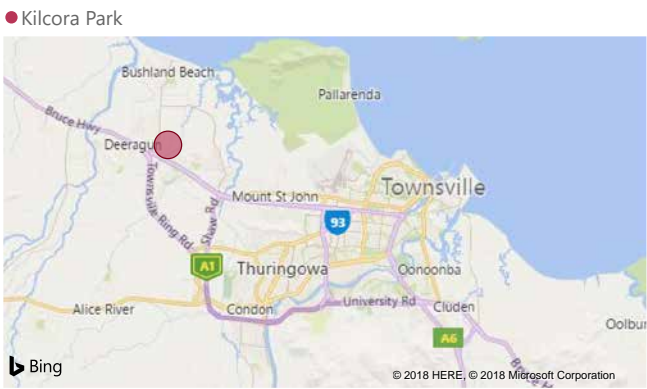 Kilcora Park
Bushland Beach
Pallarenda
Bruce Hwy
Deeragun
Townsville
Mount St John
Townsville Ring Rd
Shaw Rd
93
A1
Thuringowa
Oonoonba
Alice River
Condon
University Rd
Cluden
A6
Bing
© 2018 HERE, © 2018 Microsoft Corporation